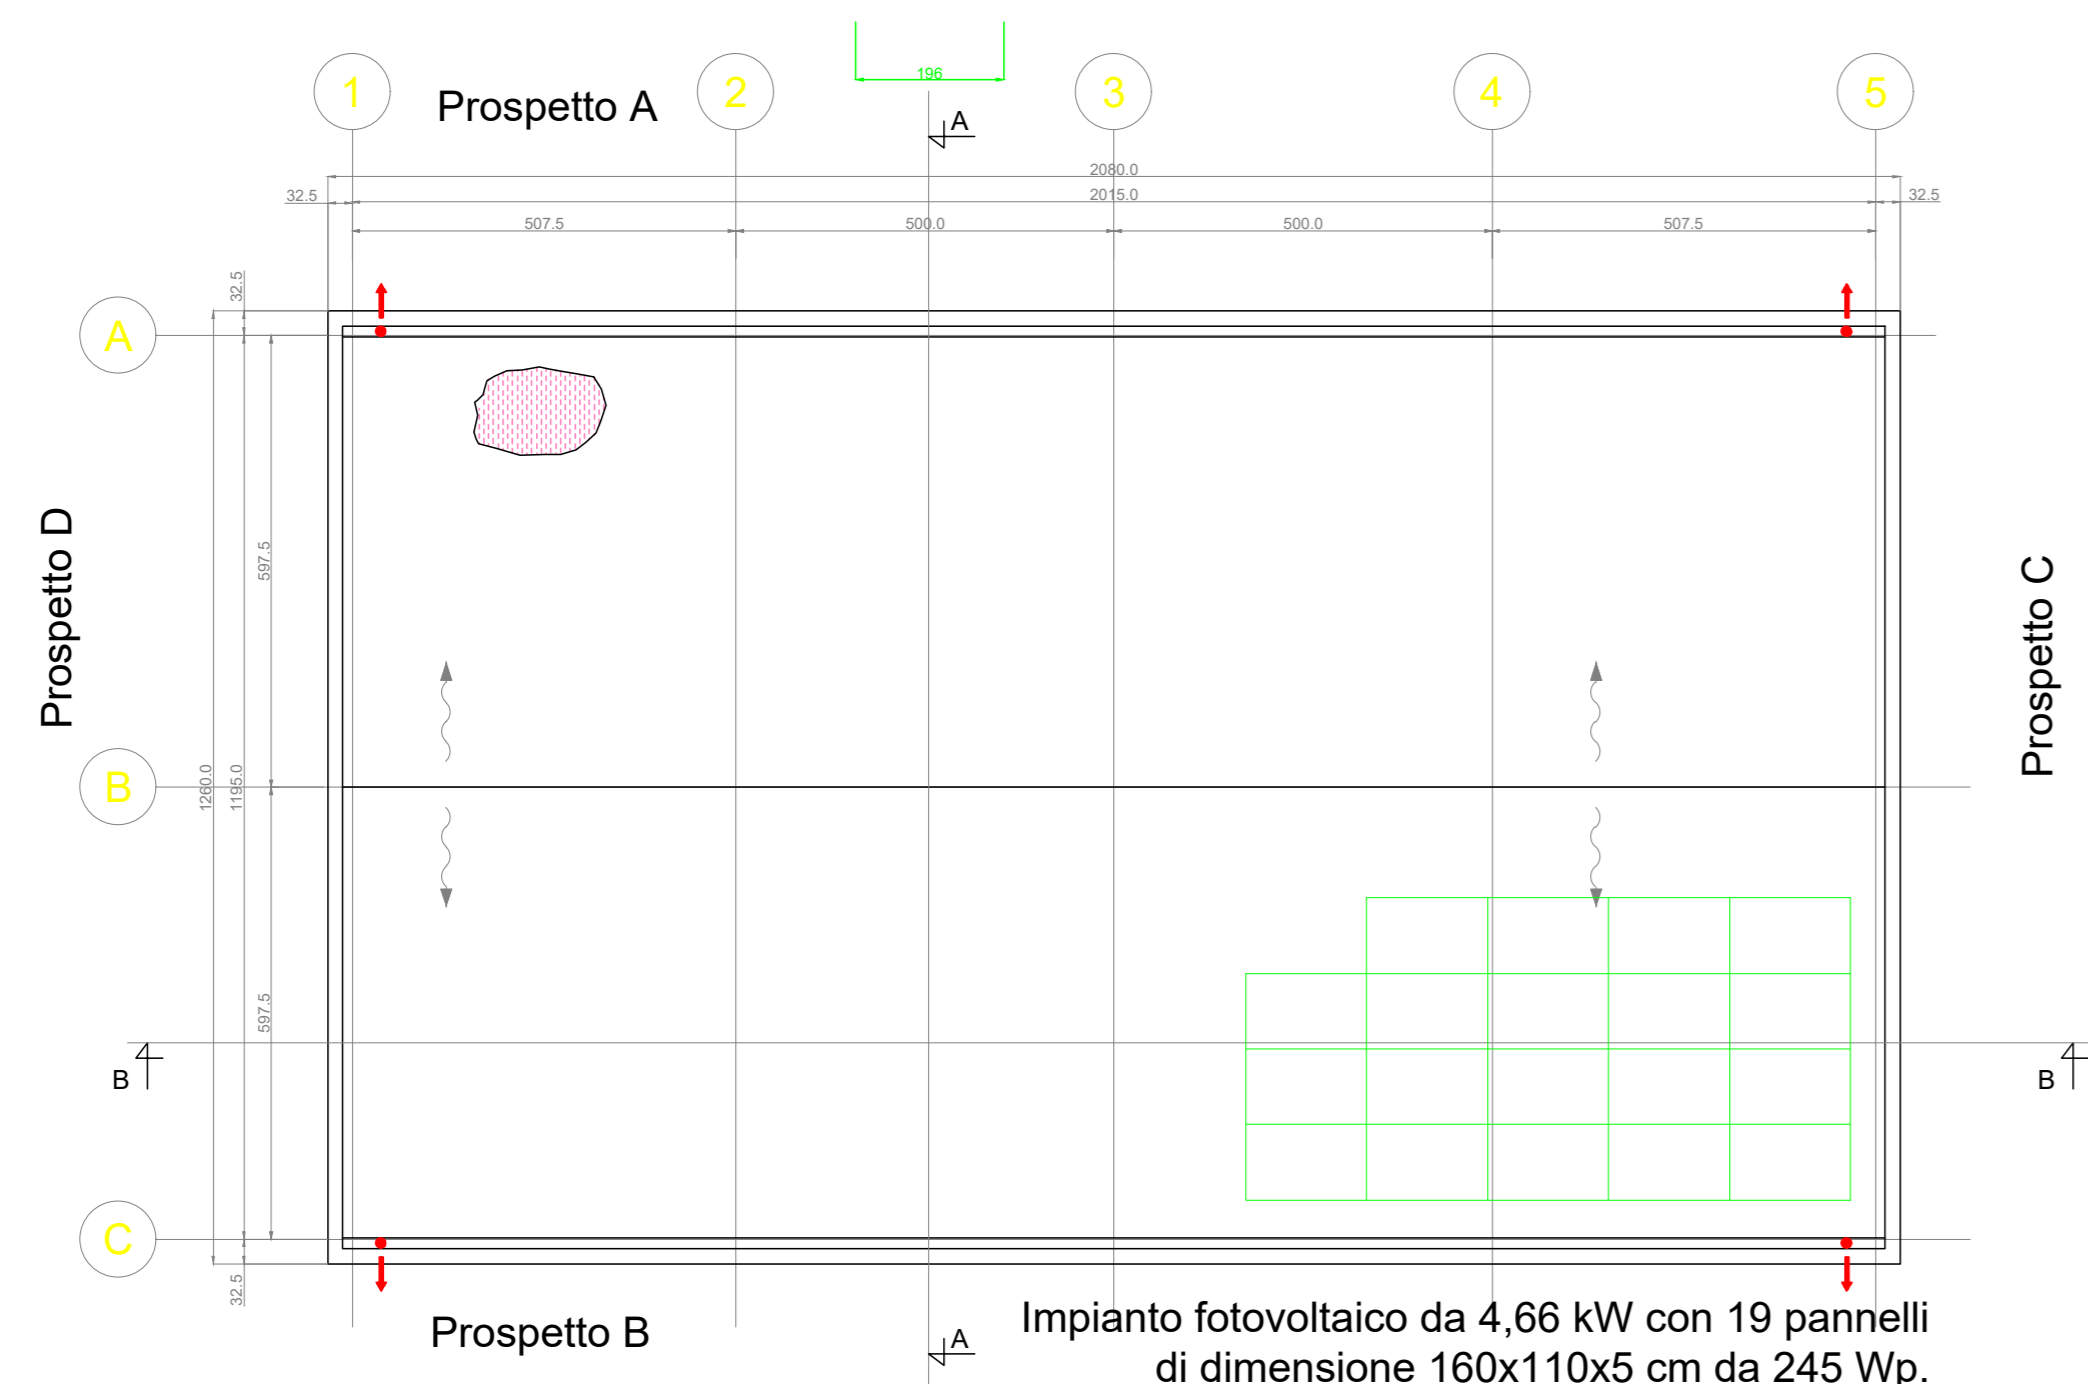 196
1
2
3
4
5
Prospetto A
A
2080.0
32.5
2015.0
32.5
507.5
500.0
500.0
507.5
32.5
A
597.5
Prospetto D
Prospetto C
B
1260.0
1195.0
597.5
B
B
C
32.5
Prospetto B
A
Impianto fotovoltaico da 4,66 kW con 19 pannelli
di dimensione 160x110x5 cm da 245 Wp.